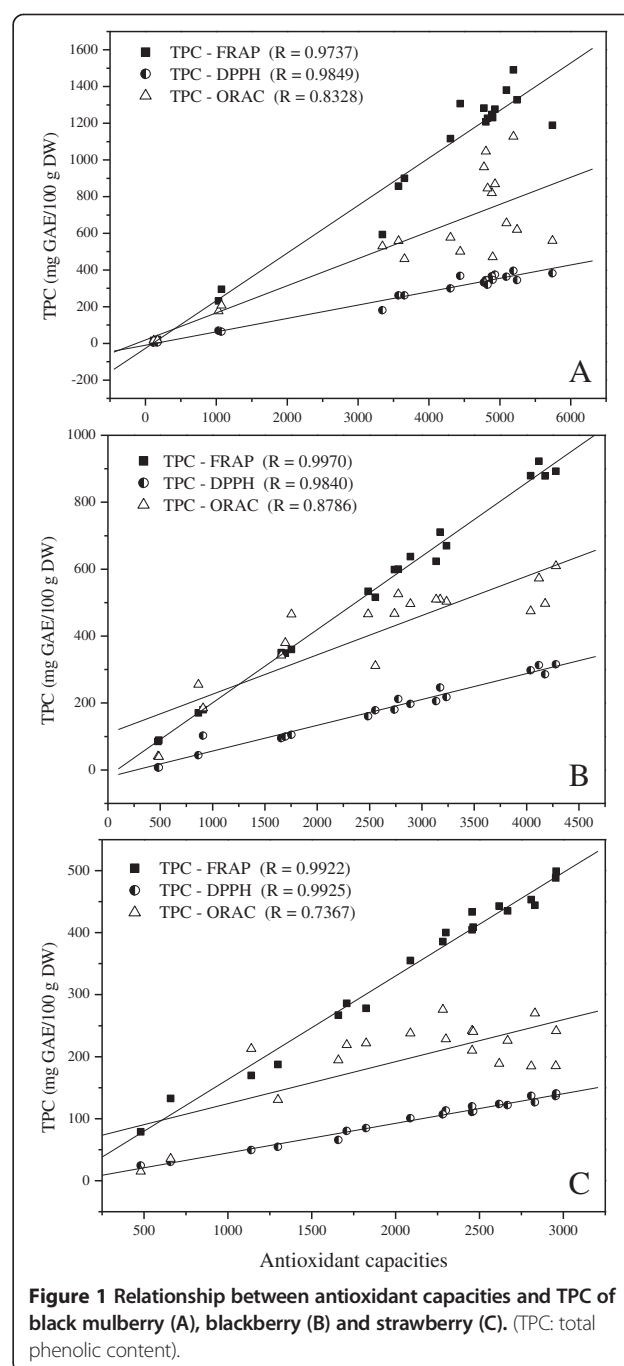 TPC - FRAP (R = 0.9737)
TPC - DPPH (R = 0.9849)
TPC - ORAC (R = 0.8328)
TPC (mg GAE/100 g DW)
1600
1400
1200
1000
800
600
400
200
0
-200
0 1000 2000 3000 4000 5000 6000
A
TPC - FRAP (R = 0.9970)
TPC - DPPH (R = 0.9840)
TPC - ORAC (R = 0.8786)
TPC (mg GAE/100 g DW)
1000
800
600
400
200
0
0 500 1000 1500 2000 2500 3000 3500 4000 4500
B
TPC - FRAP (R = 0.9922)
TPC - DPPH (R = 0.9925)
TPC - ORAC (R = 0.7367)
TPC (mg GAE/100 g DW)
500
400
300
200
100
0
500 1000 1500 2000 2500 3000
C
Antioxidant capacities
Figure 1 Relationship between antioxidant capacities and TPC of
black mulberry (A), blackberry (B) and strawberry (C). (TPC: total
phenolic content).